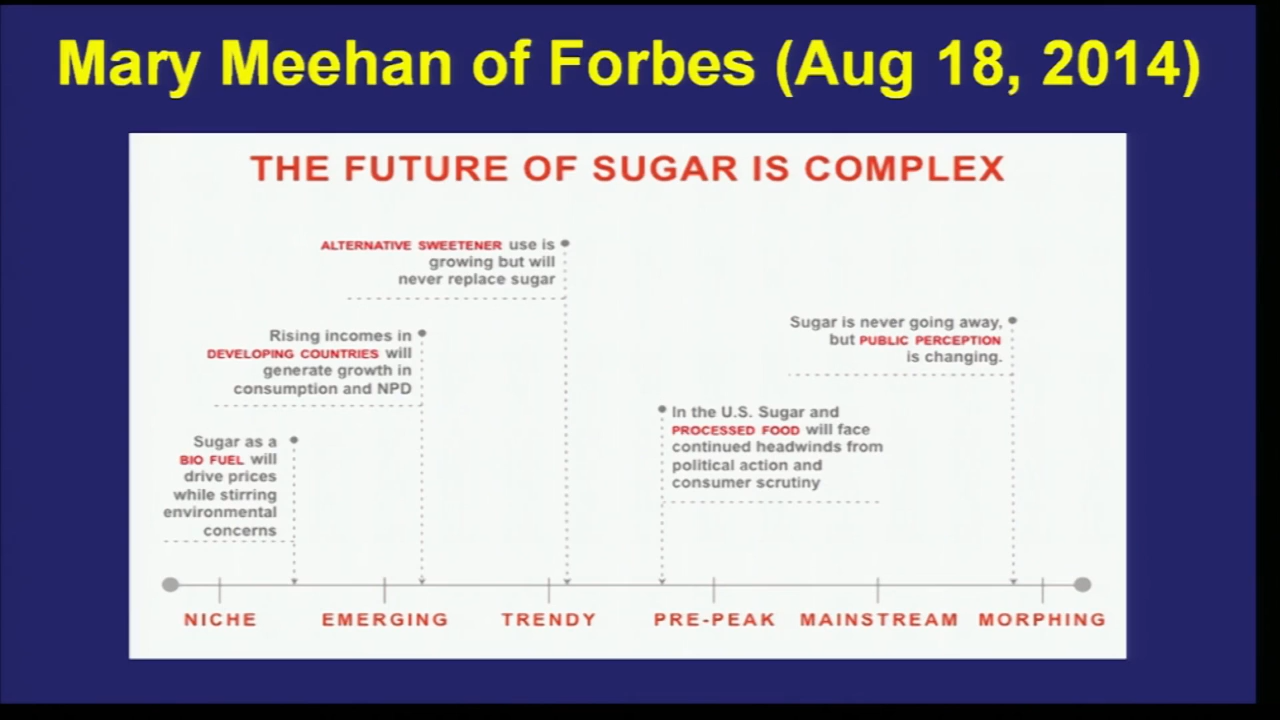 Mary Meehan of Forbes (Aug 18, 2014)
THE FUTURE OF SUGAR IS COMPLEX
ALTERNATIVE SWEETENER use is
growing but will
never replace sugar
Rising incomes in
DEVELOPING COUNTRIES will
generate growth in
consumption and NPD
Sugar as a
BIO FUEL will
drive prices
while stirring
environmental
concerns
In the U.S. Sugar and
PROCESSED FOOD will face
continued headwinds from
political action and
consumer scrutiny
Sugar is never going away,
but PUBLIC PERCEPTION
is changing.
NICHE EMERGING TRENDY PRE-PEAK MAINSTREAM MORPHING